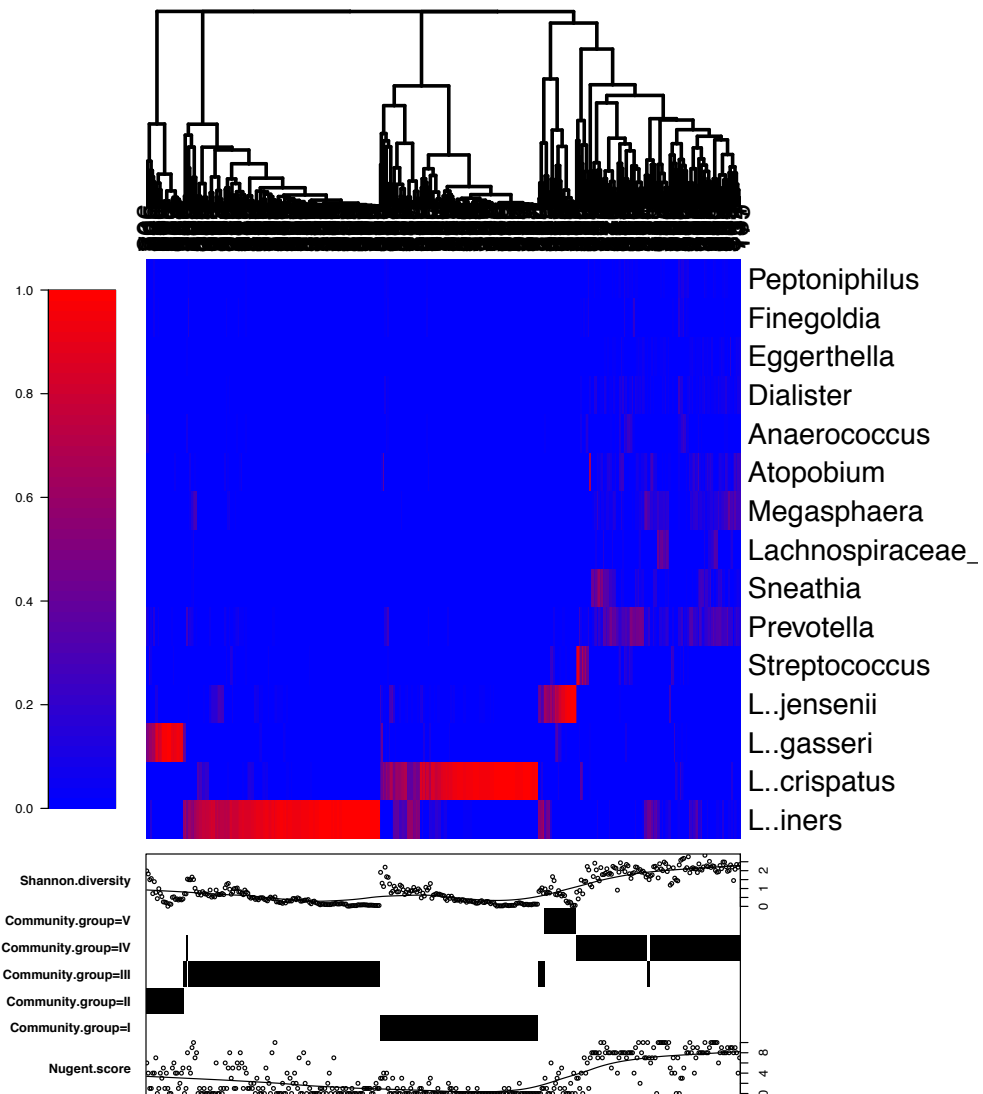 Peptoniphilus
1.0
Finegoldia
Eggerthella
0.8
Dialister
Anaerococcus
Atopobium
0.6
Megasphaera
Lachnospiraceae_
Sneathia
0.4
Prevotella
Streptococcus
0.2
L..jensenii
L..gasseri
L..crispatus
0.0
L..iners
Shannon.diversity
0 1 2
Community.group=V
Community.group=IV
Community.group=III
Community.group=II
Community.group=I
Nugent.score
0 4 8